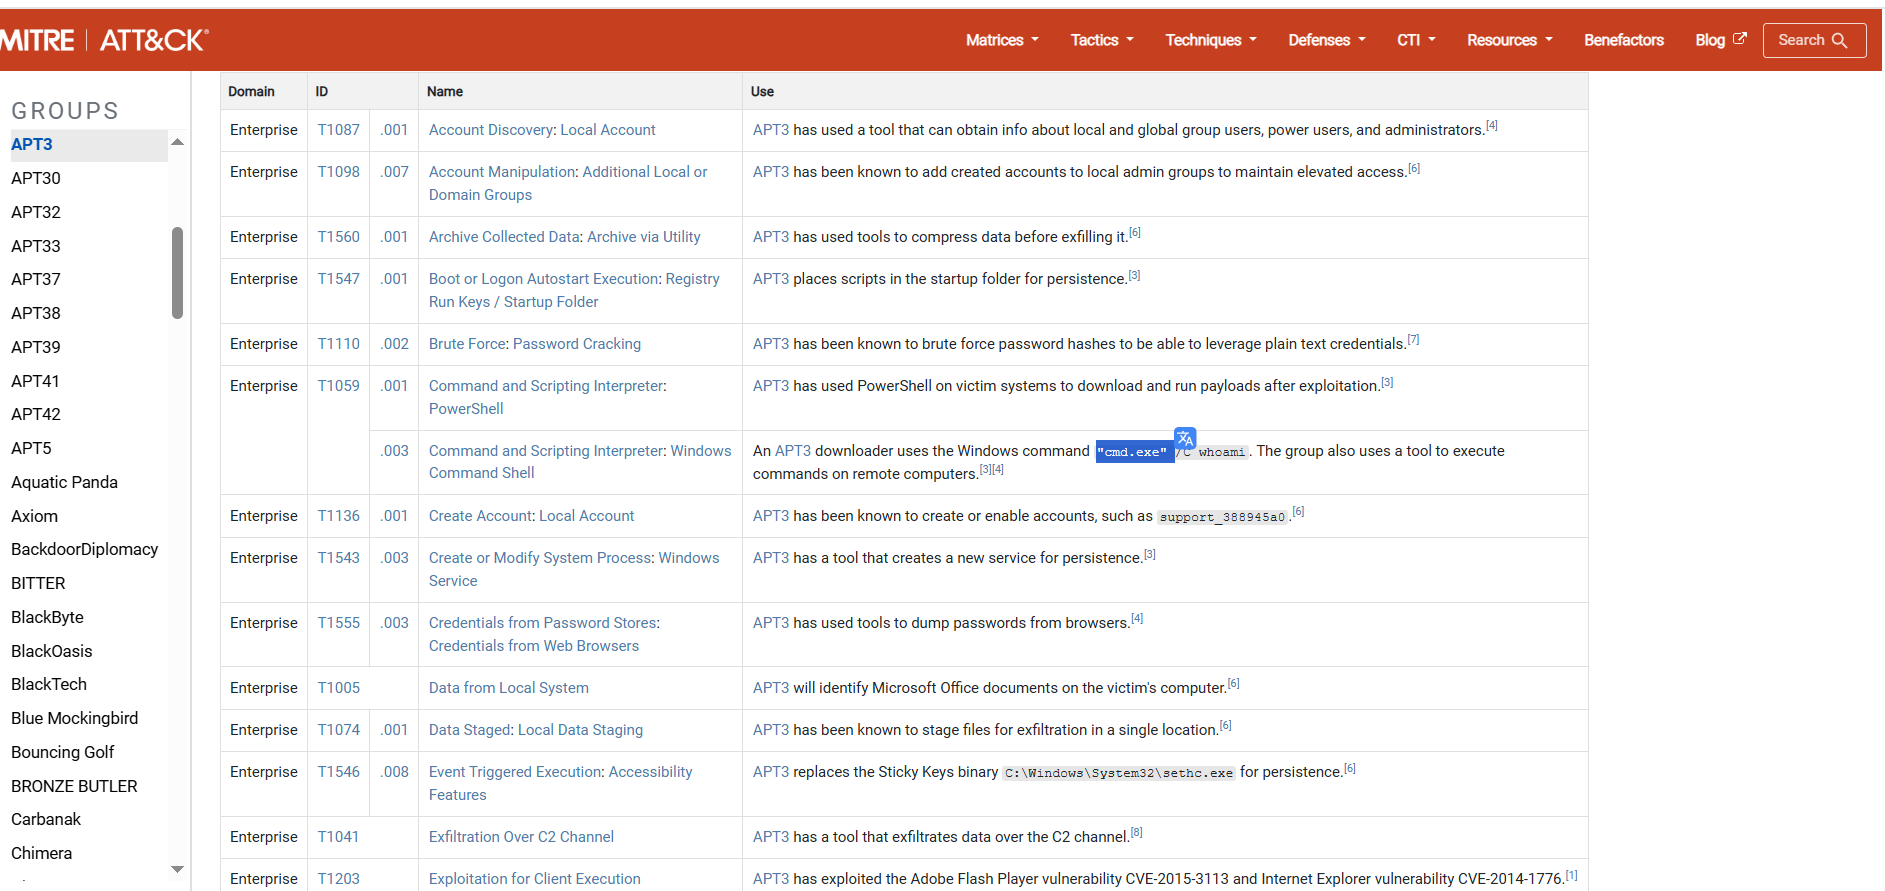 MITRE | ATT&CK®
Matrices
Tactics
Techniques
Defenses
CTI
Resources
Benefactors
Blog
Search
GROUPS
APT3
APT30
APT32
APT33
APT37
APT38
APT39
APT41
APT42
APT5
Aquatic Panda
Axiom
BackdoorDiplomacy
BITTER
BlackByte
BlackOasis
BlackTech
Blue Mockingbird
Bouncing Golf
BRONZE BUTLER
Carbanak
Chimera
Domain ID Name Use
Enterprise T1087 .001 Account Discovery: Local Account APT3 has used a tool that can obtain info about local and global group users, power users, and administrators.[4]
Enterprise T1098 .007 Account Manipulation: Additional Local or APT3 has been known to add created accounts to local admin groups to maintain elevated access.[6]
Domain Groups
Enterprise T1560 .001 Archive Collected Data: Archive via Utility APT3 has used tools to compress data before exfilling it.[6]
Enterprise T1547 .001 Boot or Logon Autostart Execution: Registry APT3 places scripts in the startup folder for persistence.[3]
Run Keys / Startup Folder
Enterprise T1110 .002 Brute Force: Password Cracking APT3 has been known to brute force password hashes to be able to leverage plain text credentials.[7]
Enterprise T1059 .001 Command and Scripting Interpreter: APT3 has used PowerShell on victim systems to download and run payloads after exploitation.[3]
PowerShell
.003 Command and Scripting Interpreter: Windows An APT3 downloader uses the Windows command "cmd.exe" /C whoami. The group also uses a tool to execute
Command Shell commands on remote computers.[3][4]
Enterprise T1136 .001 Create Account: Local Account APT3 has been known to create or enable accounts, such as support_388945a0.[6]
Enterprise T1543 .003 Create or Modify System Process: Windows APT3 has a tool that creates a new service for persistence.[3]
Service
Enterprise T1555 .003 Credentials from Password Stores: APT3 has used tools to dump passwords from browsers.[4]
Credentials from Web Browsers
Enterprise T1005 Data from Local System APT3 will identify Microsoft Office documents on the victim's computer.[6]
Enterprise T1074 .001 Data Staged: Local Data Staging APT3 has been known to stage files for exfiltration in a single location.[6]
Enterprise T1546 .008 Event Triggered Execution: Accessibility APT3 replaces the Sticky Keys binary C:\Windows\System32\sethc.exe for persistence.[6]
Features
Enterprise T1041 Exfiltration Over C2 Channel APT3 has a tool that exfiltrates data over the C2 channel.[8]
Enterprise T1203 Exploitation for Client Execution APT3 has exploited the Adobe Flash Player vulnerability CVE-2015-3113 and Internet Explorer vulnerability CVE-2014-1776.[1]